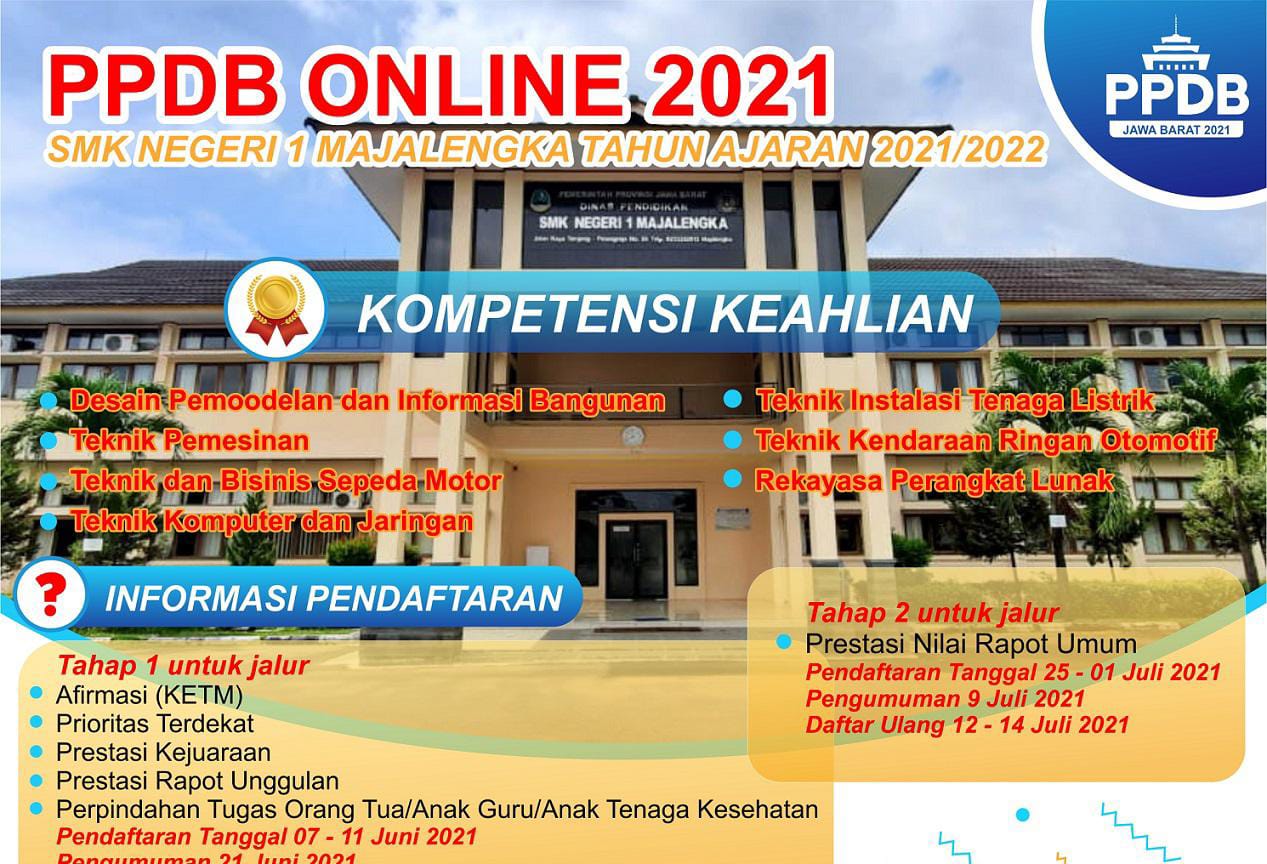 PPDB ONLINE 2021
SMK NEGERI 1 MAJALENGKA TAHUN AJARAN 2021/2022
PPDB
JAWA BARAT 2021
PEMERINTAH PROVINSI JAWA BARAT
DINAS PENDIDIKAN
SMK NEGERI 1 MAJALENGKA
Majalengka
KOMPETENSI KEAHLIAN
Desain Pemoodelan dan Informasi Bangunan
Teknik Pemesinan
Teknik dan Bisinis Sepeda Motor
Teknik Komputer dan Jaringan
Teknik Instalasi Tenaga Listrik
Teknik Kendaraan Ringan Otomotif
Rekayasa Perangkat Lunak
? INFORMASI PENDAFTARAN
Tahap 1 untuk jalur
Afirmasi (KETM)
Prioritas Terdekat
Prestasi Kejuaraan
Prestasi Rapot Unggulan
Perpindahan Tugas Orang Tua/Anak Guru/Anak Tenaga Kesehatan
Pendaftaran Tanggal 07 - 11 Juni 2021
Pengumuman 21 Juni 2021
Tahap 2 untuk jalur
Prestasi Nilai Rapot Umum
Pendaftaran Tanggal 25 - 01 Juli 2021
Pengumuman 9 Juli 2021
Daftar Ulang 12 - 14 Juli 2021